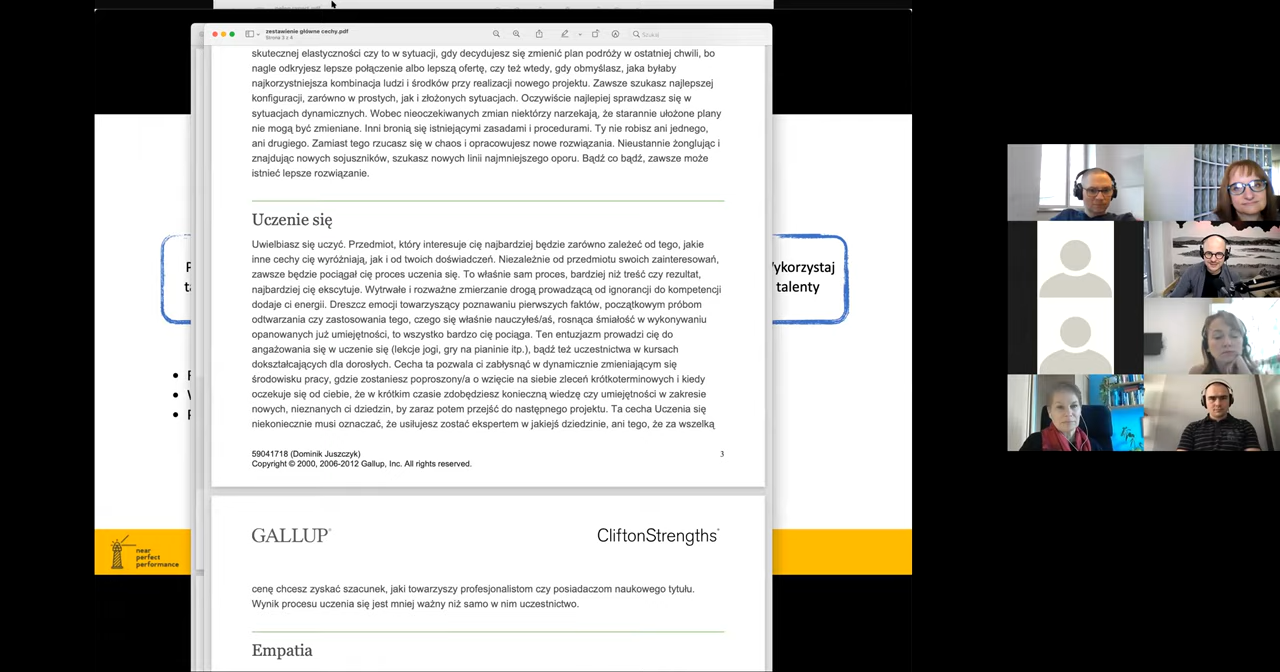 zestawienie główne cechy.pdf
Strona 3 z 4
Szukaj
skutecznej elastyczności czy to w sytuacji, gdy decydujesz się zmienić plan podróży w ostatniej chwili, bo
nagle odkryjesz lepsze połączenie albo lepszą ofertę, czy też wtedy, gdy obmyślasz, jaka byłaby
najkorzystniejsza kombinacja ludzi i środków przy realizacji nowego projektu. Zawsze szukasz najlepszej
konfiguracji, zarówno w prostych, jak i złożonych sytuacjach. Oczywiście najlepiej sprawdzasz się w
sytuacjach dynamicznych. Wobec nieoczekiwanych zmian niektórzy narzekają, że starannie ułożone plany
nie mogą być zmieniane. Inni bronią się istniejącymi zasadami i procedurami. Ty nie robisz ani jednego,
ani drugiego. Zamiast tego rzucasz się w chaos i opracowujesz nowe rozwiązania. Nieustannie żonglując i
znajdując nowych sojuszników, szukasz nowych linii najmniejszego oporu. Bądź co bądź, zawsze może
istnieć lepsze rozwiązanie.
Uczenie się
Uwielbiasz się uczyć. Przedmiot, który interesuje cię najbardziej będzie zarówno zależeć od tego, jakie
inne cechy cię wyróżniają, jak i od twoich doświadczeń. Niezależnie od przedmiotu swoich zainteresowań,
zawsze będzie pociągał cię proces uczenia się. To właśnie sam proces, bardziej niż treść czy rezultat,
najbardziej cię ekscytuje. Wytrwałe i rozważne zmierzanie drogą prowadzącą od ignorancji do kompetencji
dodaje ci energii. Dreszcz emocji towarzyszący poznawaniu pierwszych faktów, początkowym próbom
odtwarzania czy zastosowania tego, czego się właśnie nauczyłeś/aś, rosnąca śmiałość w wykonywaniu
opanowanych już umiejętności, to wszystko bardzo cię pociąga. Ten entuzjazm prowadzi cię do
angażowania się w uczenie się (lekcje jogi, gry na pianinie itp.), bądź też uczestnictwa w kursach
dokształcających dla dorosłych. Cecha ta pozwala ci zabłysnąć w dynamicznie zmieniającym się
środowisku pracy, gdzie zostaniesz poproszony/a o wzięcie na siebie zleceń krótkoterminowych i kiedy
oczekuje się od ciebie, że w krótkim czasie zdobędziesz konieczną wiedzę czy umiejętności w zakresie
nowych, nieznanych ci dziedzin, by zaraz potem przejść do następnego projektu. Ta cecha Uczenia się
niekoniecznie musi oznaczać, że usiłujesz zostać ekspertem w jakiejś dziedzinie, ani tego, że za wszelką
59041718 (Dominik Juszczyk)
3
Copyright © 2000, 2006-2012 Gallup, Inc. All rights reserved.
GALLUP®
CliftonStrengths®
cenę chcesz zyskać szacunek, jaki towarzyszy profesjonalistom czy posiadaczom naukowego tytułu.
Wynik procesu uczenia się jest mniej ważny niż samo w nim uczestnictwo.
Empatia
ykorzystaj
talenty
near
perfect
performance